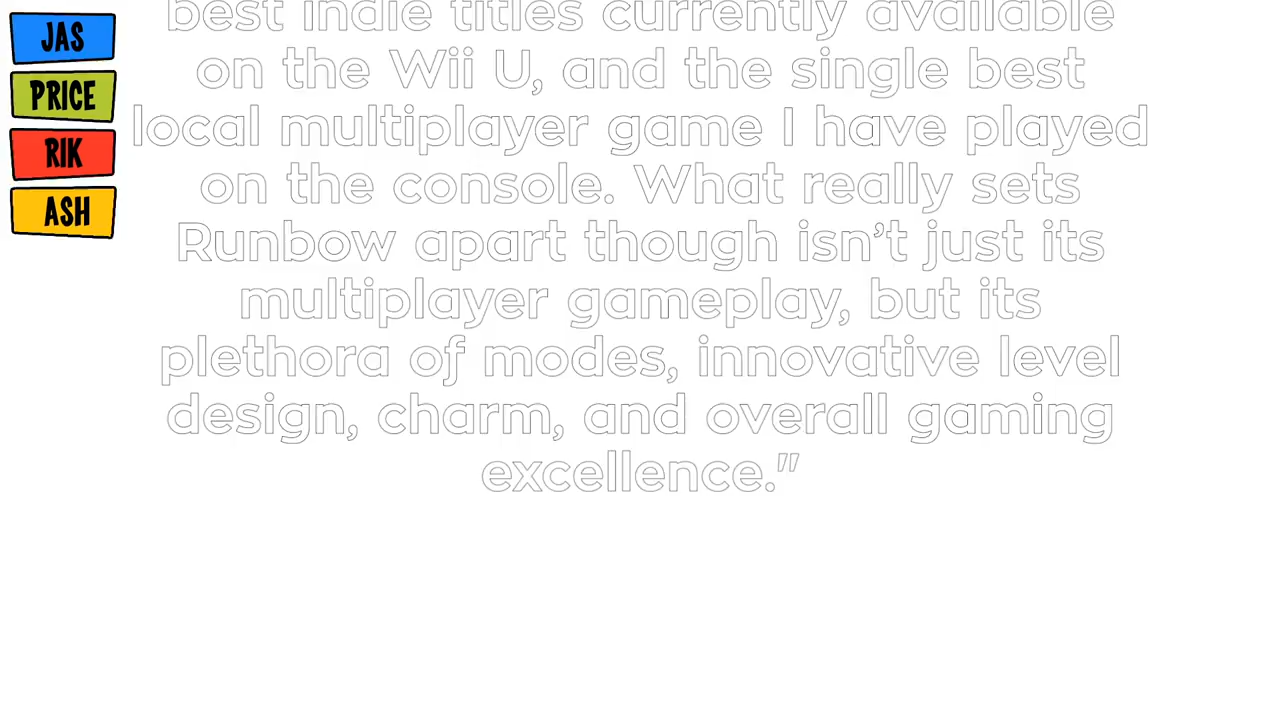 JAS
PRICE
RIK
ASH
best indie titles currently available
on the Wii U, and the single best
local multiplayer game I have played
on the console. What really sets
Runbow apart though isn’t just its
multiplayer gameplay, but its
plethora of modes, innovative level
design, charm, and overall gaming
excellence."